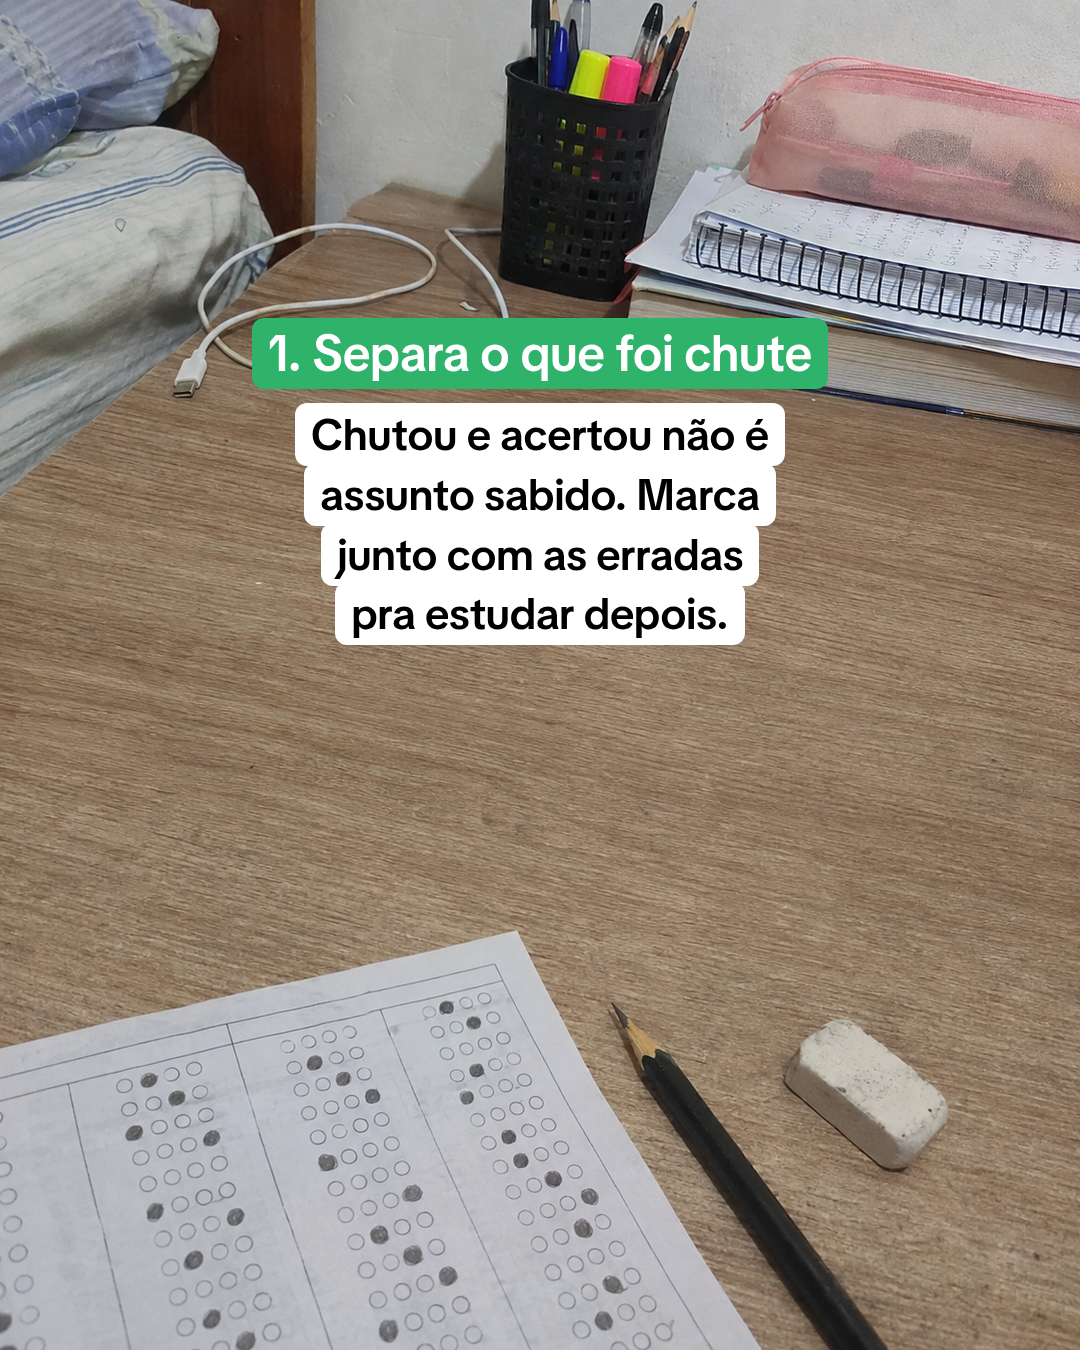 1. Separa o que foi chute
Chutou e acertou não é
assunto sabido. Marca
junto com as erradas
pra estudar depois.